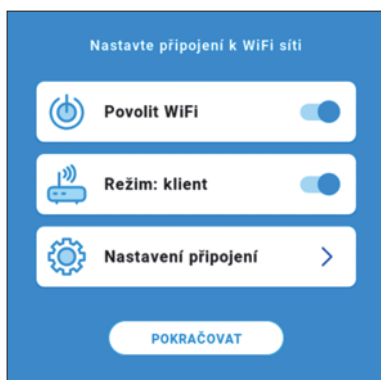 Nastavte připojení k WiFi síti
Povolit WiFi
Režim: klient
Nastavení připojení
POKRAČOVAT